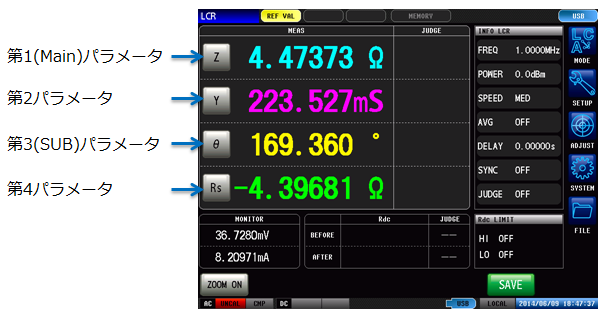 LCR REF VAL MEMORY USB
MEAS JUDGE INFO LCR
第1(Main)パラメータ Z 4.47373 Ω
第2パラメータ Y 223.527mS
第3(SUB)パラメータ θ 169.360 °
第4パラメータ Rs -4.39681 Ω
FREQ 1.0000MHz
POWER 0.0dBm
SPEED MED
AVG OFF
DELAY 0.00000s
SYNC OFF
JUDGE OFF
LC
MODE
SETUP
ADJUST
SYSTEM
FILE
MONITOR Rdc JUDGE
36.7280mV BEFORE ---
8.20971mA AFTER ---
Rdc LIMIT
HI OFF
LO OFF
ZOOM ON SAVE
AC UNCAL CMP DC USB LOCAL 2014/06/09 18:47:37